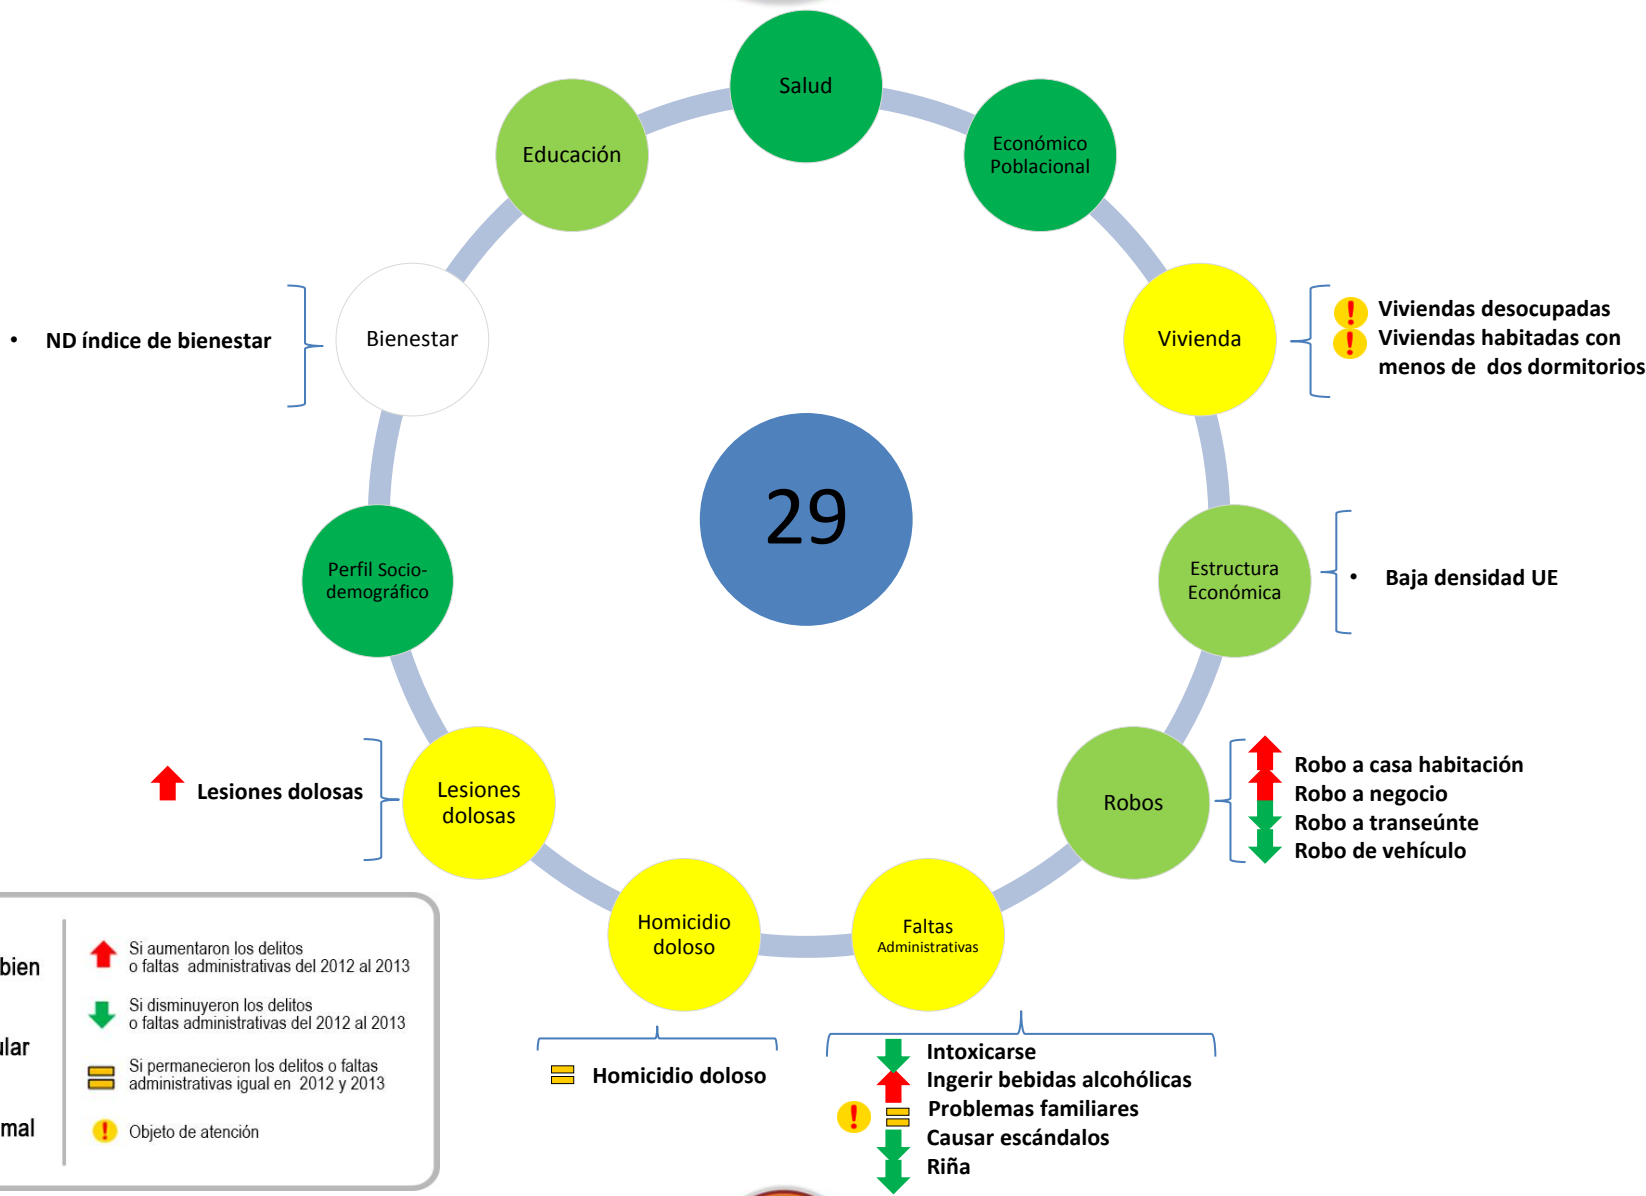 Salud
Económico
Poblacional
Educación
Bienestar
• ND índice de bienestar
Vivienda
Viviendas desocupadas
Viviendas habitadas con
menos de dos dormitorios
29
Perfil Socio-
demográfico
Estructura
Económica
• Baja densidad UE
Lesiones
dolosas
Lesiones dolosas
Robos
Robo a casa habitación
Robo a negocio
Robo a transeúnte
Robo de vehículo
Homicidio
doloso
Homicidio doloso
Faltas
Administrativas
Intoxicarse
Ingerir bebidas alcohólicas
Problemas familiares
Causar escándalos
Riña
bien
mal
Si aumentaron los delitos
o faltas administrativas del 2012 al 2013
Si disminuyeron los delitos
o faltas administrativas del 2012 al 2013
Si permanecieron los delitos o faltas
administrativas igual en 2012 y 2013
Objeto de atención